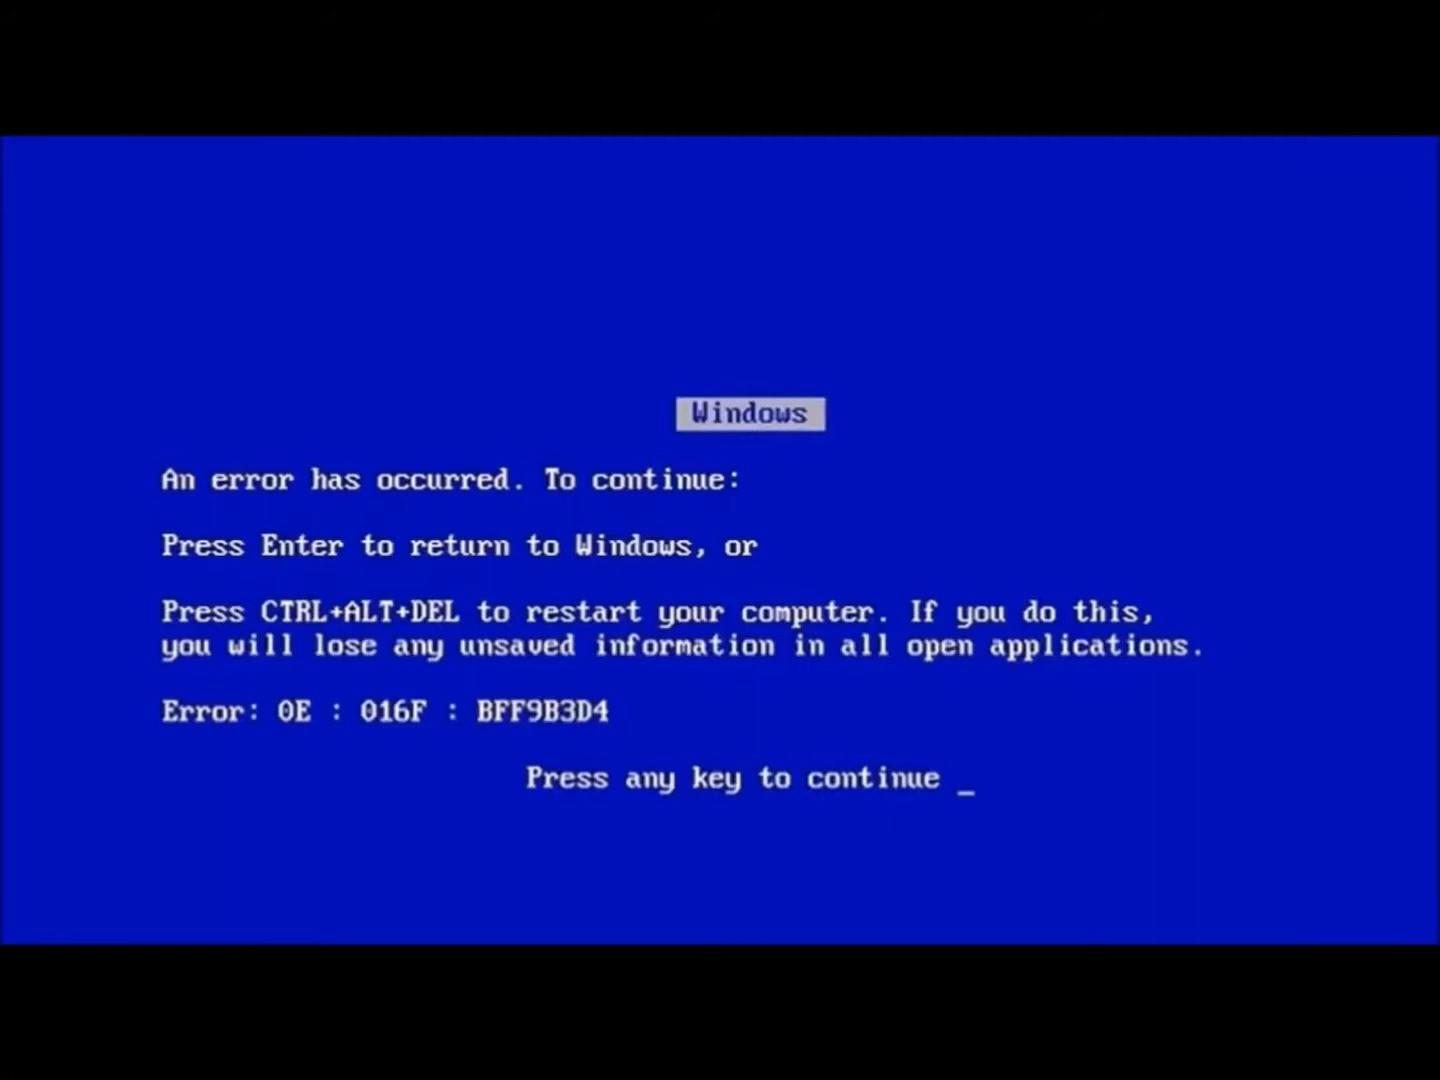 Windows
An error has occurred. To continue:
Press Enter to return to Windows, or
Press CTRL+ALT+DEL to restart your computer. If you do this,
you will lose any unsaved information in all open applications.
Error: 0E : 016F : BFF9B3D4
Press any key to continue _